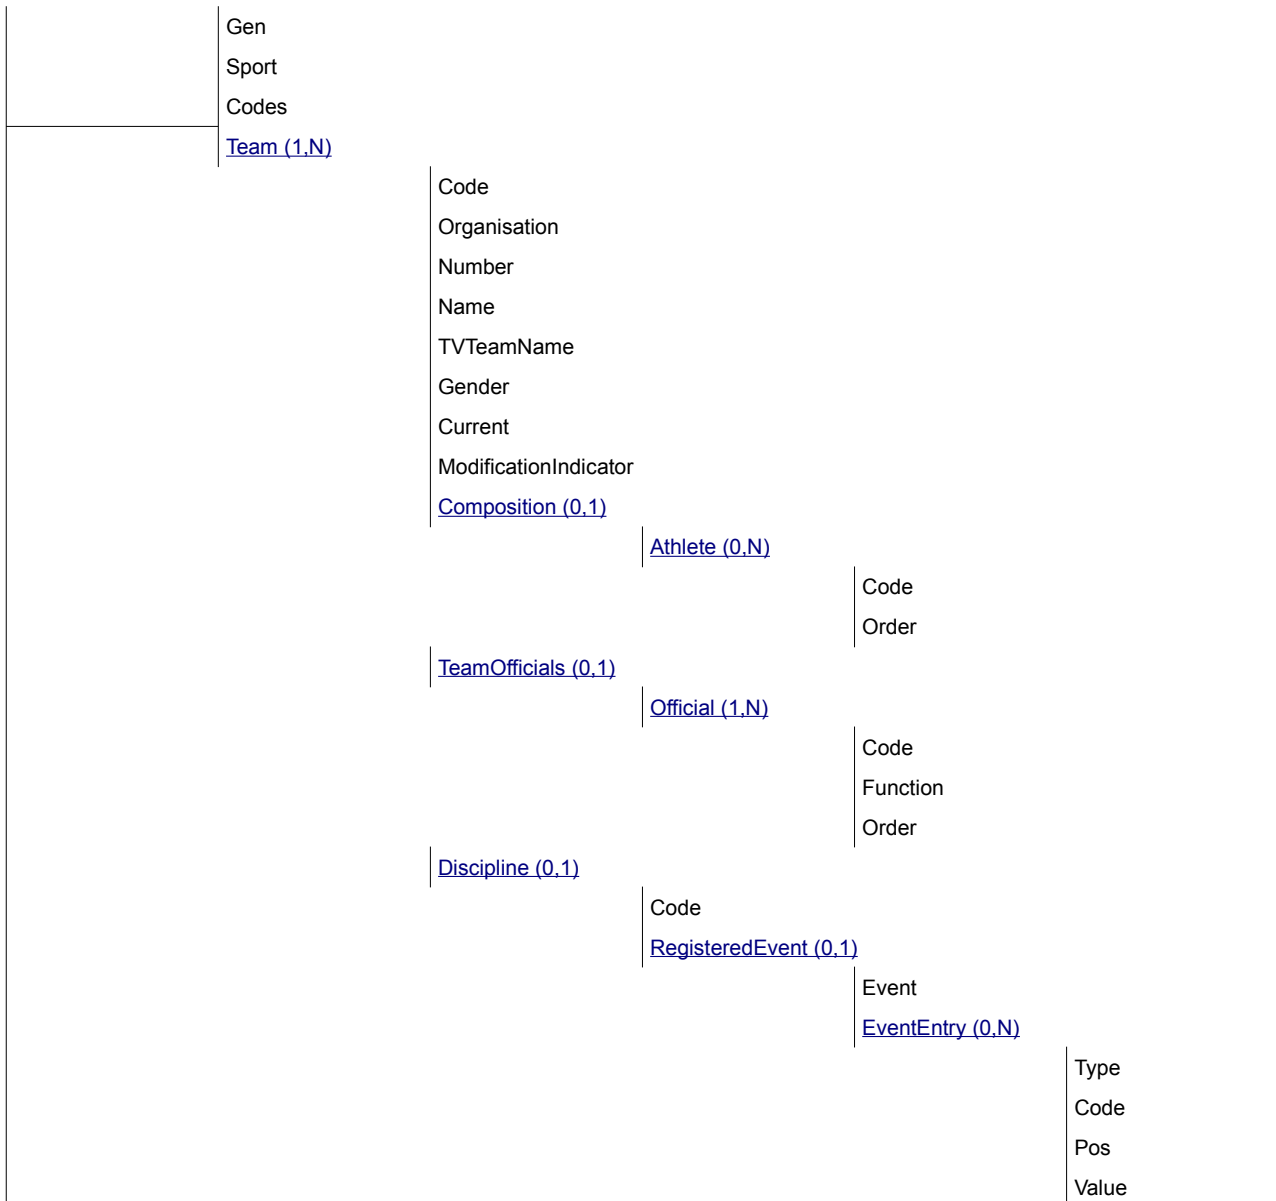 Gen
Sport
Codes
Team (1,N)
Code
Organisation
Number
Name
TVTeamName
Gender
Current
ModificationIndicator
Composition (0,1)
Athlete (0,N)
Code
Order
TeamOfficials (0,1)
Official (1,N)
Code
Function
Order
Discipline (0,1)
Code
RegisteredEvent (0,1)
Event
EventEntry (0,N)
Type
Code
Pos
Value